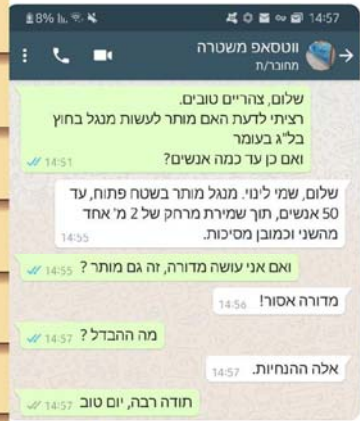 8% 14:57
ווטסאפ משטרה
מחובר/ת
שלום, צהריים טובים.
רציתי לדעת האם מותר לעשות מנגל בחוץ
בל"ג בעומר
ואם כן עד כמה אנשים?
14:51
שלום, שמי לינוי. מנגל מותר בשטח פתוח, עד
50 אנשים, תוך שמירת מרחק של 2 מ' אחד
מהשני וכמובן מסיכות.
14:55
ואם אני עושה מדורה, זה גם מותר ? 14:55
מדורה אסור! 14:56
מה ההבדל ? 14:57
אלה ההנחיות. 14:57
תודה רבה, יום טוב 14:57